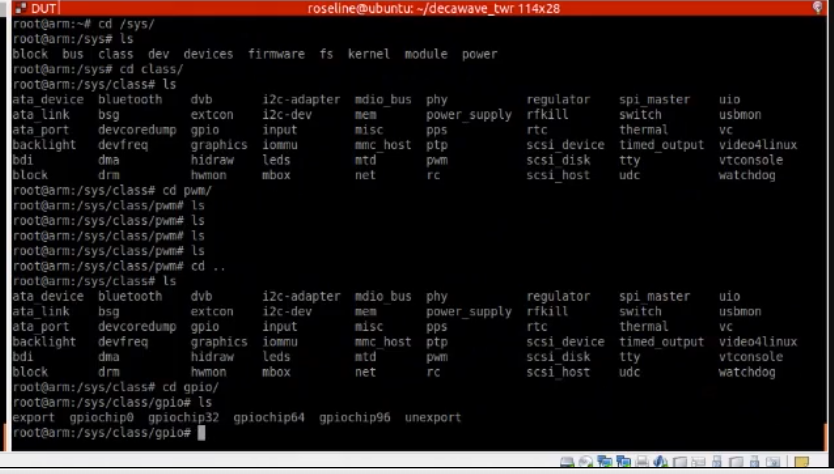 DUT
roseline@ubuntu: ~/decawave_twr 114x28
root@arm:~# cd /sys/
root@arm:/sys# ls
block  bus  class  dev  devices  firmware  fs  kernel  module  power
root@arm:/sys# cd class/
root@arm:/sys/class# ls
ata_device  bluetooth  dvb  i2c-adapter  mdio_bus  phy  regulator  spi_master  uio
ata_link  bsg  extcon  i2c-dev  mem  power_supply  rfkill  switch  usbmon
ata_port  devcoredump  gpio  input  misc  pps  rtc  thermal  vc
backlight  devfreq  graphics  iommu  mmc_host  ptp  scsi_device  timed_output  video4linux
bdi  dma  hidraw  leds  mtd  pwm  scsi_disk  tty  vtconsole
block  drm  hwmon  mbox  net  rc  scsi_host  udc  watchdog
root@arm:/sys/class# cd pwm/
root@arm:/sys/class/pwm# ls
root@arm:/sys/class/pwm# ls
root@arm:/sys/class/pwm# ls
root@arm:/sys/class/pwm# ls
root@arm:/sys/class/pwm# cd ..
root@arm:/sys/class# ls
ata_device  bluetooth  dvb  i2c-adapter  mdio_bus  phy  regulator  spi_master  uio
ata_link  bsg  extcon  i2c-dev  mem  power_supply  rfkill  switch  usbmon
ata_port  devcoredump  gpio  input  misc  pps  rtc  thermal  vc
backlight  devfreq  graphics  iommu  mmc_host  ptp  scsi_device  timed_output  video4linux
bdi  dma  hidraw  leds  mtd  pwm  scsi_disk  tty  vtconsole
block  drm  hwmon  mbox  net  rc  scsi_host  udc  watchdog
root@arm:/sys/class# cd gpio/
root@arm:/sys/class/gpio# ls
export  gpiochip0  gpiochip32  gpiochip64  gpiochip96  unexport
root@arm:/sys/class/gpio#